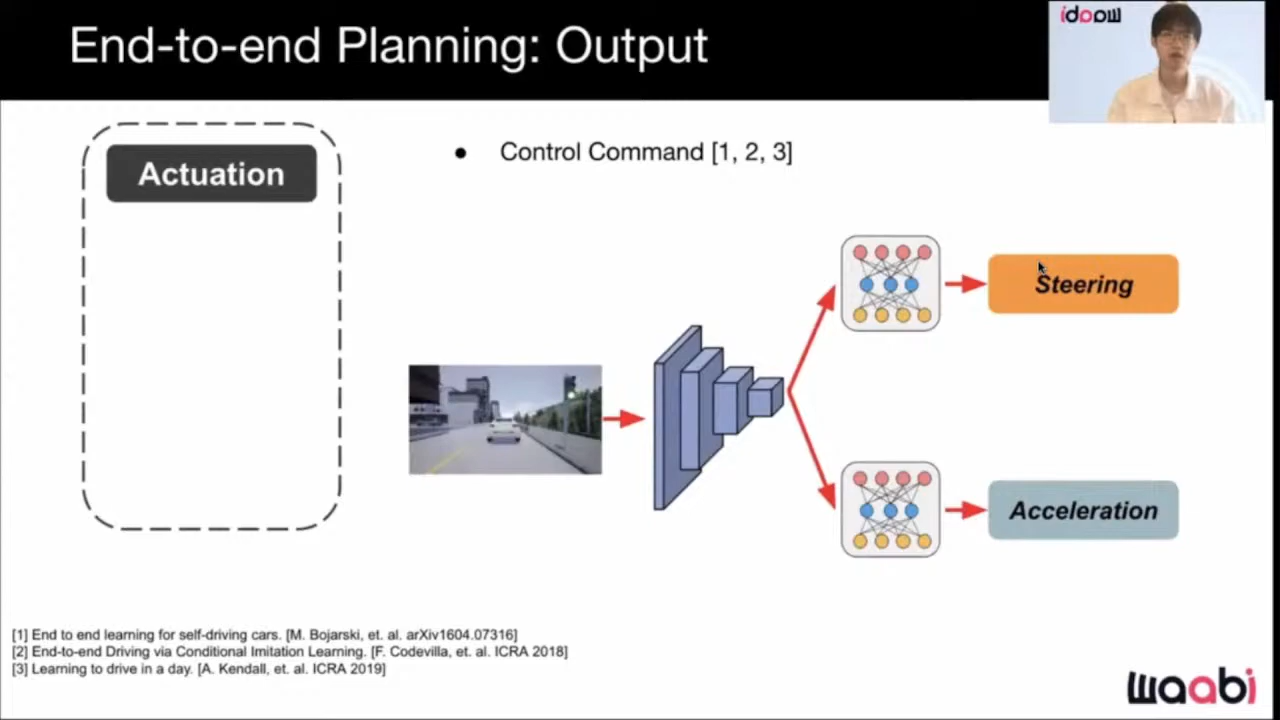 End-to-end Planning: Output
waabi
Actuation
● Control Command [1, 2, 3]
Steering
Acceleration
[1] End to end learning for self-driving cars. [M. Bojarski, et. al. arXiv1604.07316]
[2] End-to-end Driving via Conditional Imitation Learning. [F. Codevilla, et. al. ICRA 2018]
[3] Learning to drive in a day. [A. Kendall, et. al. ICRA 2019]
waabi